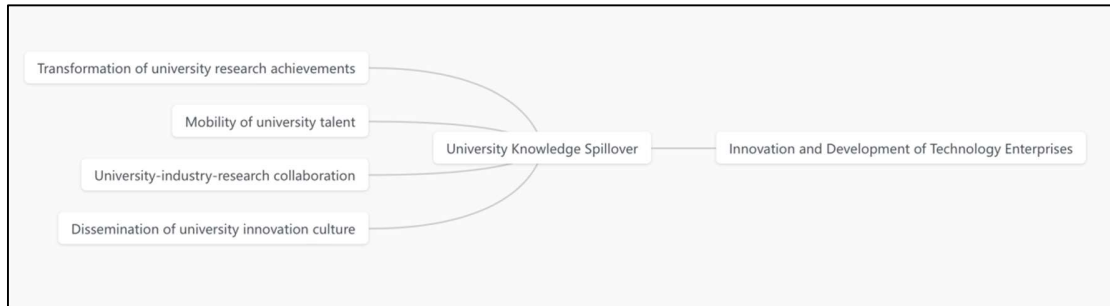 Transformation of university research achievements
Mobility of university talent
University-industry-research collaboration
Dissemination of university innovation culture
University Knowledge Spillover
Innovation and Development of Technology Enterprises